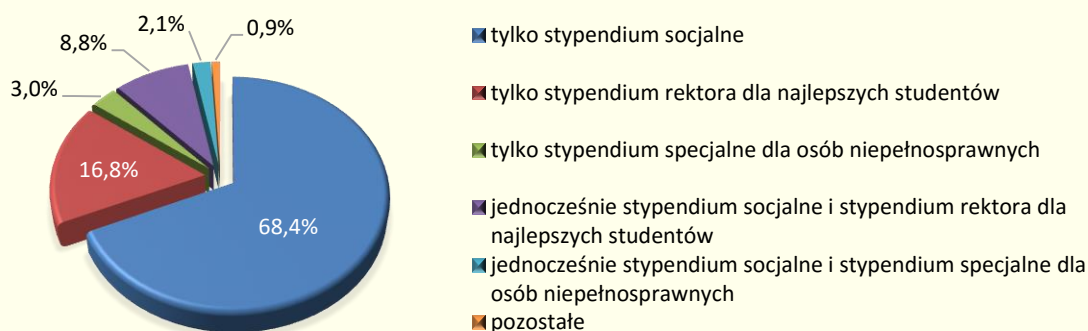 2,1%
0,9%
8,8%
3,0%
16,8%
68,4%
tylko stypendium socjalne
tylko stypendium rektora dla najlepszych studentów
tylko stypendium specjalne dla osób niepełnosprawnych
jednocześnie stypendium socjalne i stypendium rektora dla
najlepszych studentów
jednocześnie stypendium socjalne i stypendium specjalne dla
osób niepełnosprawnych
pozostałe